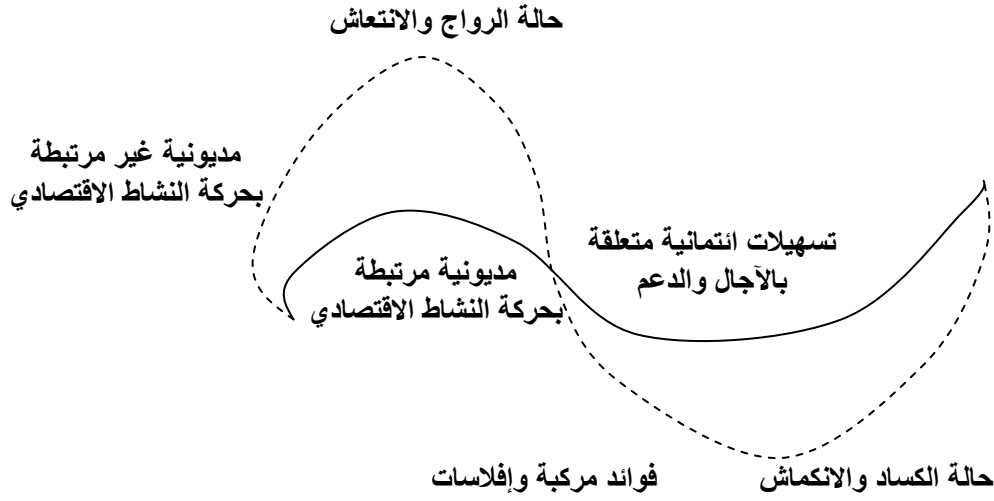 حالة الرواج والانتعاش
مديونية غير مرتبطة
بحركة النشاط الاقتصادي
تسهيلات ائتمانية متعلقة
بالآجال والدعم
مديونية مرتبطة
بحركة النشاط الاقتصادي
حالة الكساد والانكماش
فوائد مركبة وإفلاسات